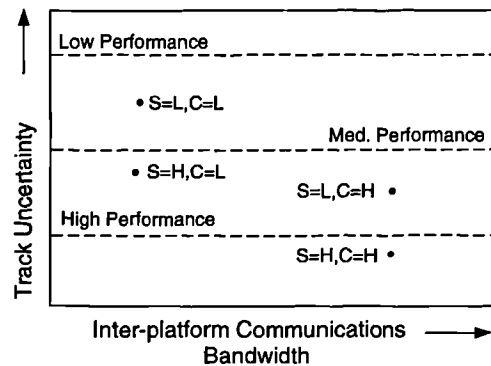 Low Performance
S=L,C=L
Med. Performance
S=H,C=L
S=L,C=H
High Performance
S=H,C=H
Track Uncertainty
Inter-platform Communications
Bandwidth